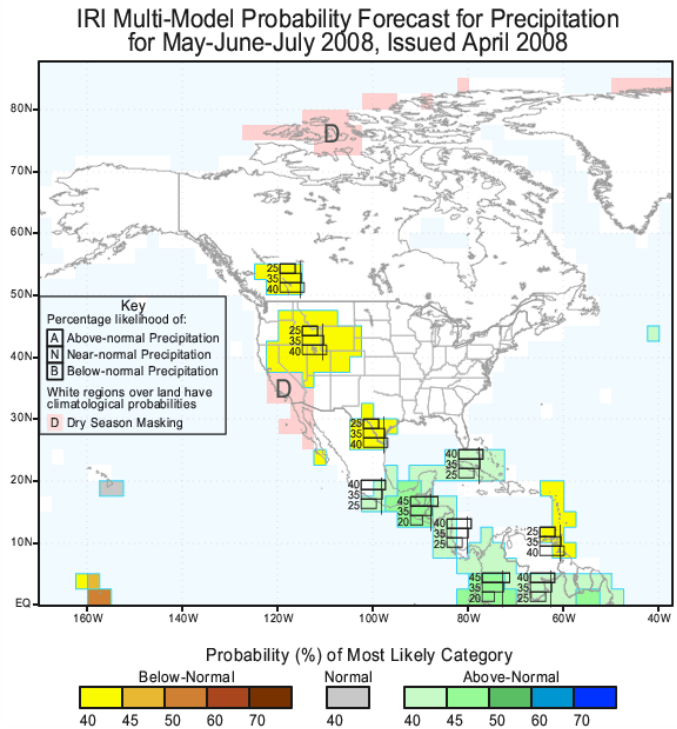 IRI Multi-Model Probability Forecast for Precipitation
for May-June-July 2008, Issued April 2008
80N
D
70N
60N
25
35
40
50N
Key
Percentage likelihood of:
A Above-normal Precipitation
N Near-normal Precipitation
B Below-normal Precipitation
White regions over land have
climatological probabilities
D Dry Season Masking
25
35
40
40N
D
30N
25
35
40
40
35
25
20N
40
35
25
45
35
20
40
35
25
10N
25
35
40
45
35
20
40
35
25
EQ
160W 140W 120W 100W 80W 60W 40W
Probability (%) of Most Likely Category
Below-Normal Normal Above-Normal
40 45 50 60 70 40 40 45 50 60 70